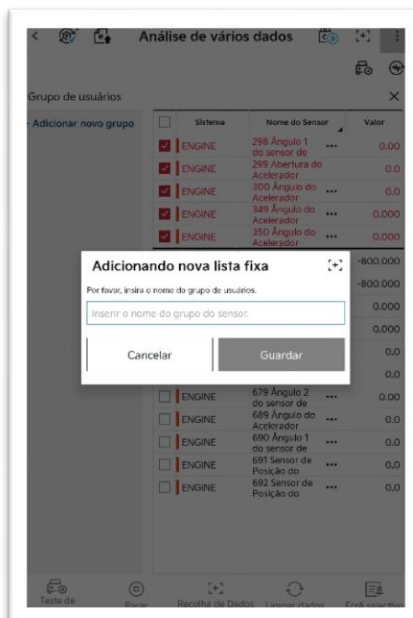 Análise de vários dados
Grupo de usuários
Adicionar novo grupo
Sistema Nome do Sensor Valor
ENGINE 298 Ângulo 1 ... 0.00
do sensor de
ENGINE 299 Abertura do 0.0
Acelerador
ENGINE 300 Ângulo do ... 0.0
Acelerador
ENGINE 349 Ângulo do ... 0.000
Acelerador
ENGINE 350 Ângulo do ... 0.000
Acelerador
-800.000
-800.000
0.000
0.000
0.0
0.0
Adicionando nova lista fixa
Por favor, insira o nome do grupo de usuários.
Inserir o nome do grupo do sensor.
Cancelar Guardar
ENGINE 679 Ângulo 2 ... 0.00
do sensor de
ENGINE 689 Ângulo do ... 0.0
Acelerador
ENGINE 690 Ângulo 1 ... 0.0
do sensor de
ENGINE 691 Sensor de ... 0.0
Posição do
ENGINE 692 Sensor de ... 0.0
Posição do
Teste de Parar Recolha de Dados Limpar dados